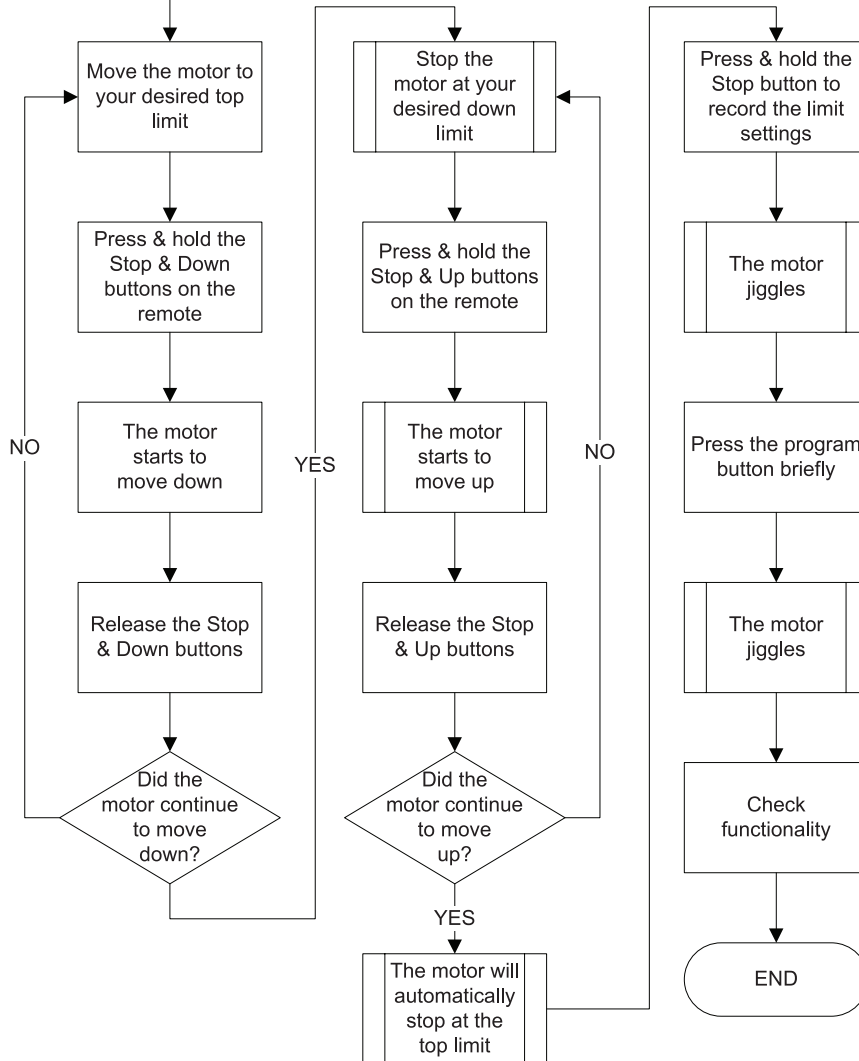 Move the motor to
your desired top
limit
Press & hold the
Stop & Down
buttons on the
remote
The motor
starts to
move down
Release the Stop
& Down buttons
Did the
motor continue
to move
down?
NO
YES
Stop the
motor at your
desired down
limit
Press & hold the
Stop & Up buttons
on the remote
The motor
starts to
move up
Release the Stop
& Up buttons
Did the
motor continue
to move
up?
NO
YES
The motor will
automatically
stop at the
top limit
Press & hold the
Stop button to
record the limit
settings
The motor
jiggles
Press the program
button briefly
The motor
jiggles
Check
functionality
END